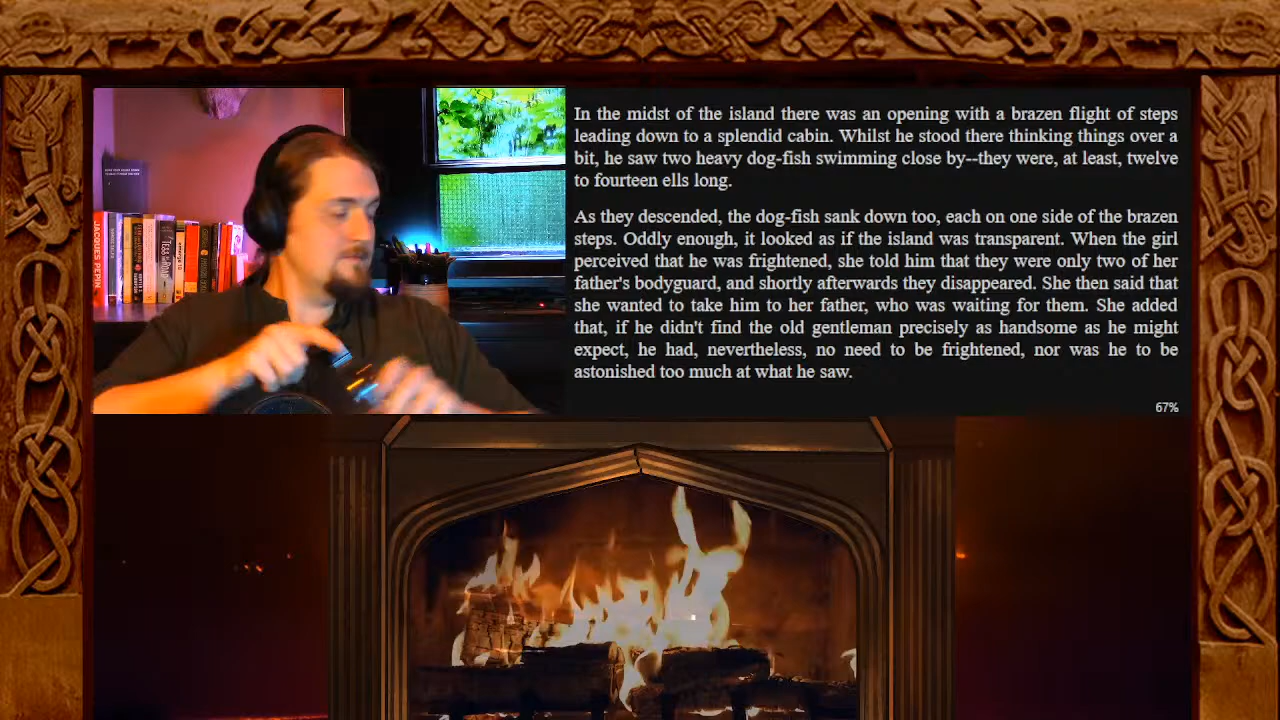 In the midst of the island there was an opening with a brazen flight of steps
leading down to a splendid cabin. Whilst he stood there thinking things over a
bit, he saw two heavy dog-fish swimming close by--they were, at least, twelve
to fourteen ells long.
As they descended, the dog-fish sank down too, each on one side of the brazen
steps. Oddly enough, it looked as if the island was transparent. When the girl
perceived that he was frightened, she told him that they were only two of her
father's bodyguard, and shortly afterwards they disappeared. She then said that
she wanted to take him to her father, who was waiting for them. She added
that, if he didn't find the old gentleman precisely as handsome as he might
expect, he had, nevertheless, no need to be frightened, nor was he to be
astonished too much at what he saw.
67%
JACQUES PEPIN